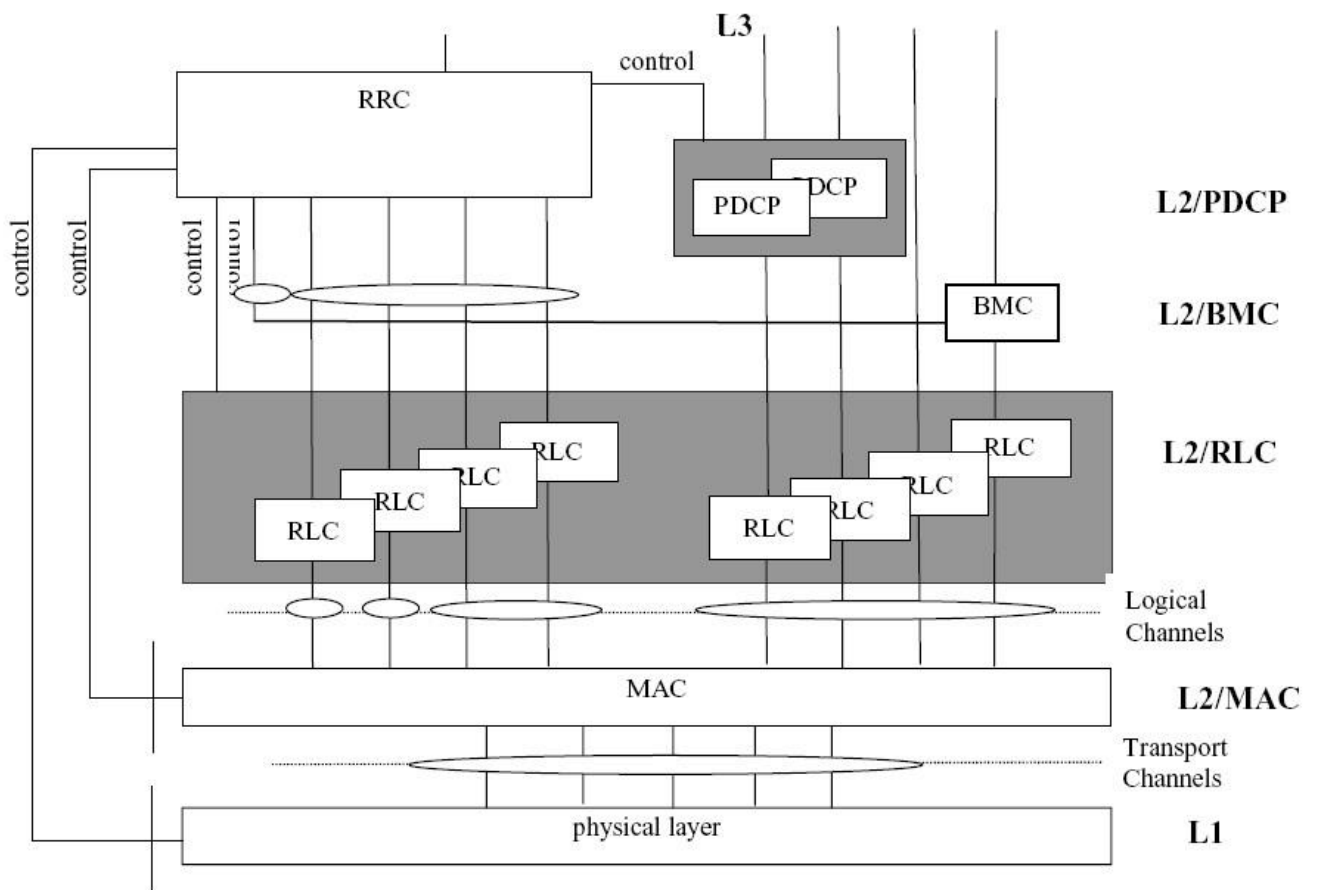 L3
control
RRC
PDCP
PDCP
L2/PDCP
control
control
control
control
BMC
L2/BMC
RLC
RLC
RLC
RLC
RLC
RLC
RLC
RLC
L2/RLC
Logical
Channels
MAC
L2/MAC
Transport
Channels
physical layer
L1